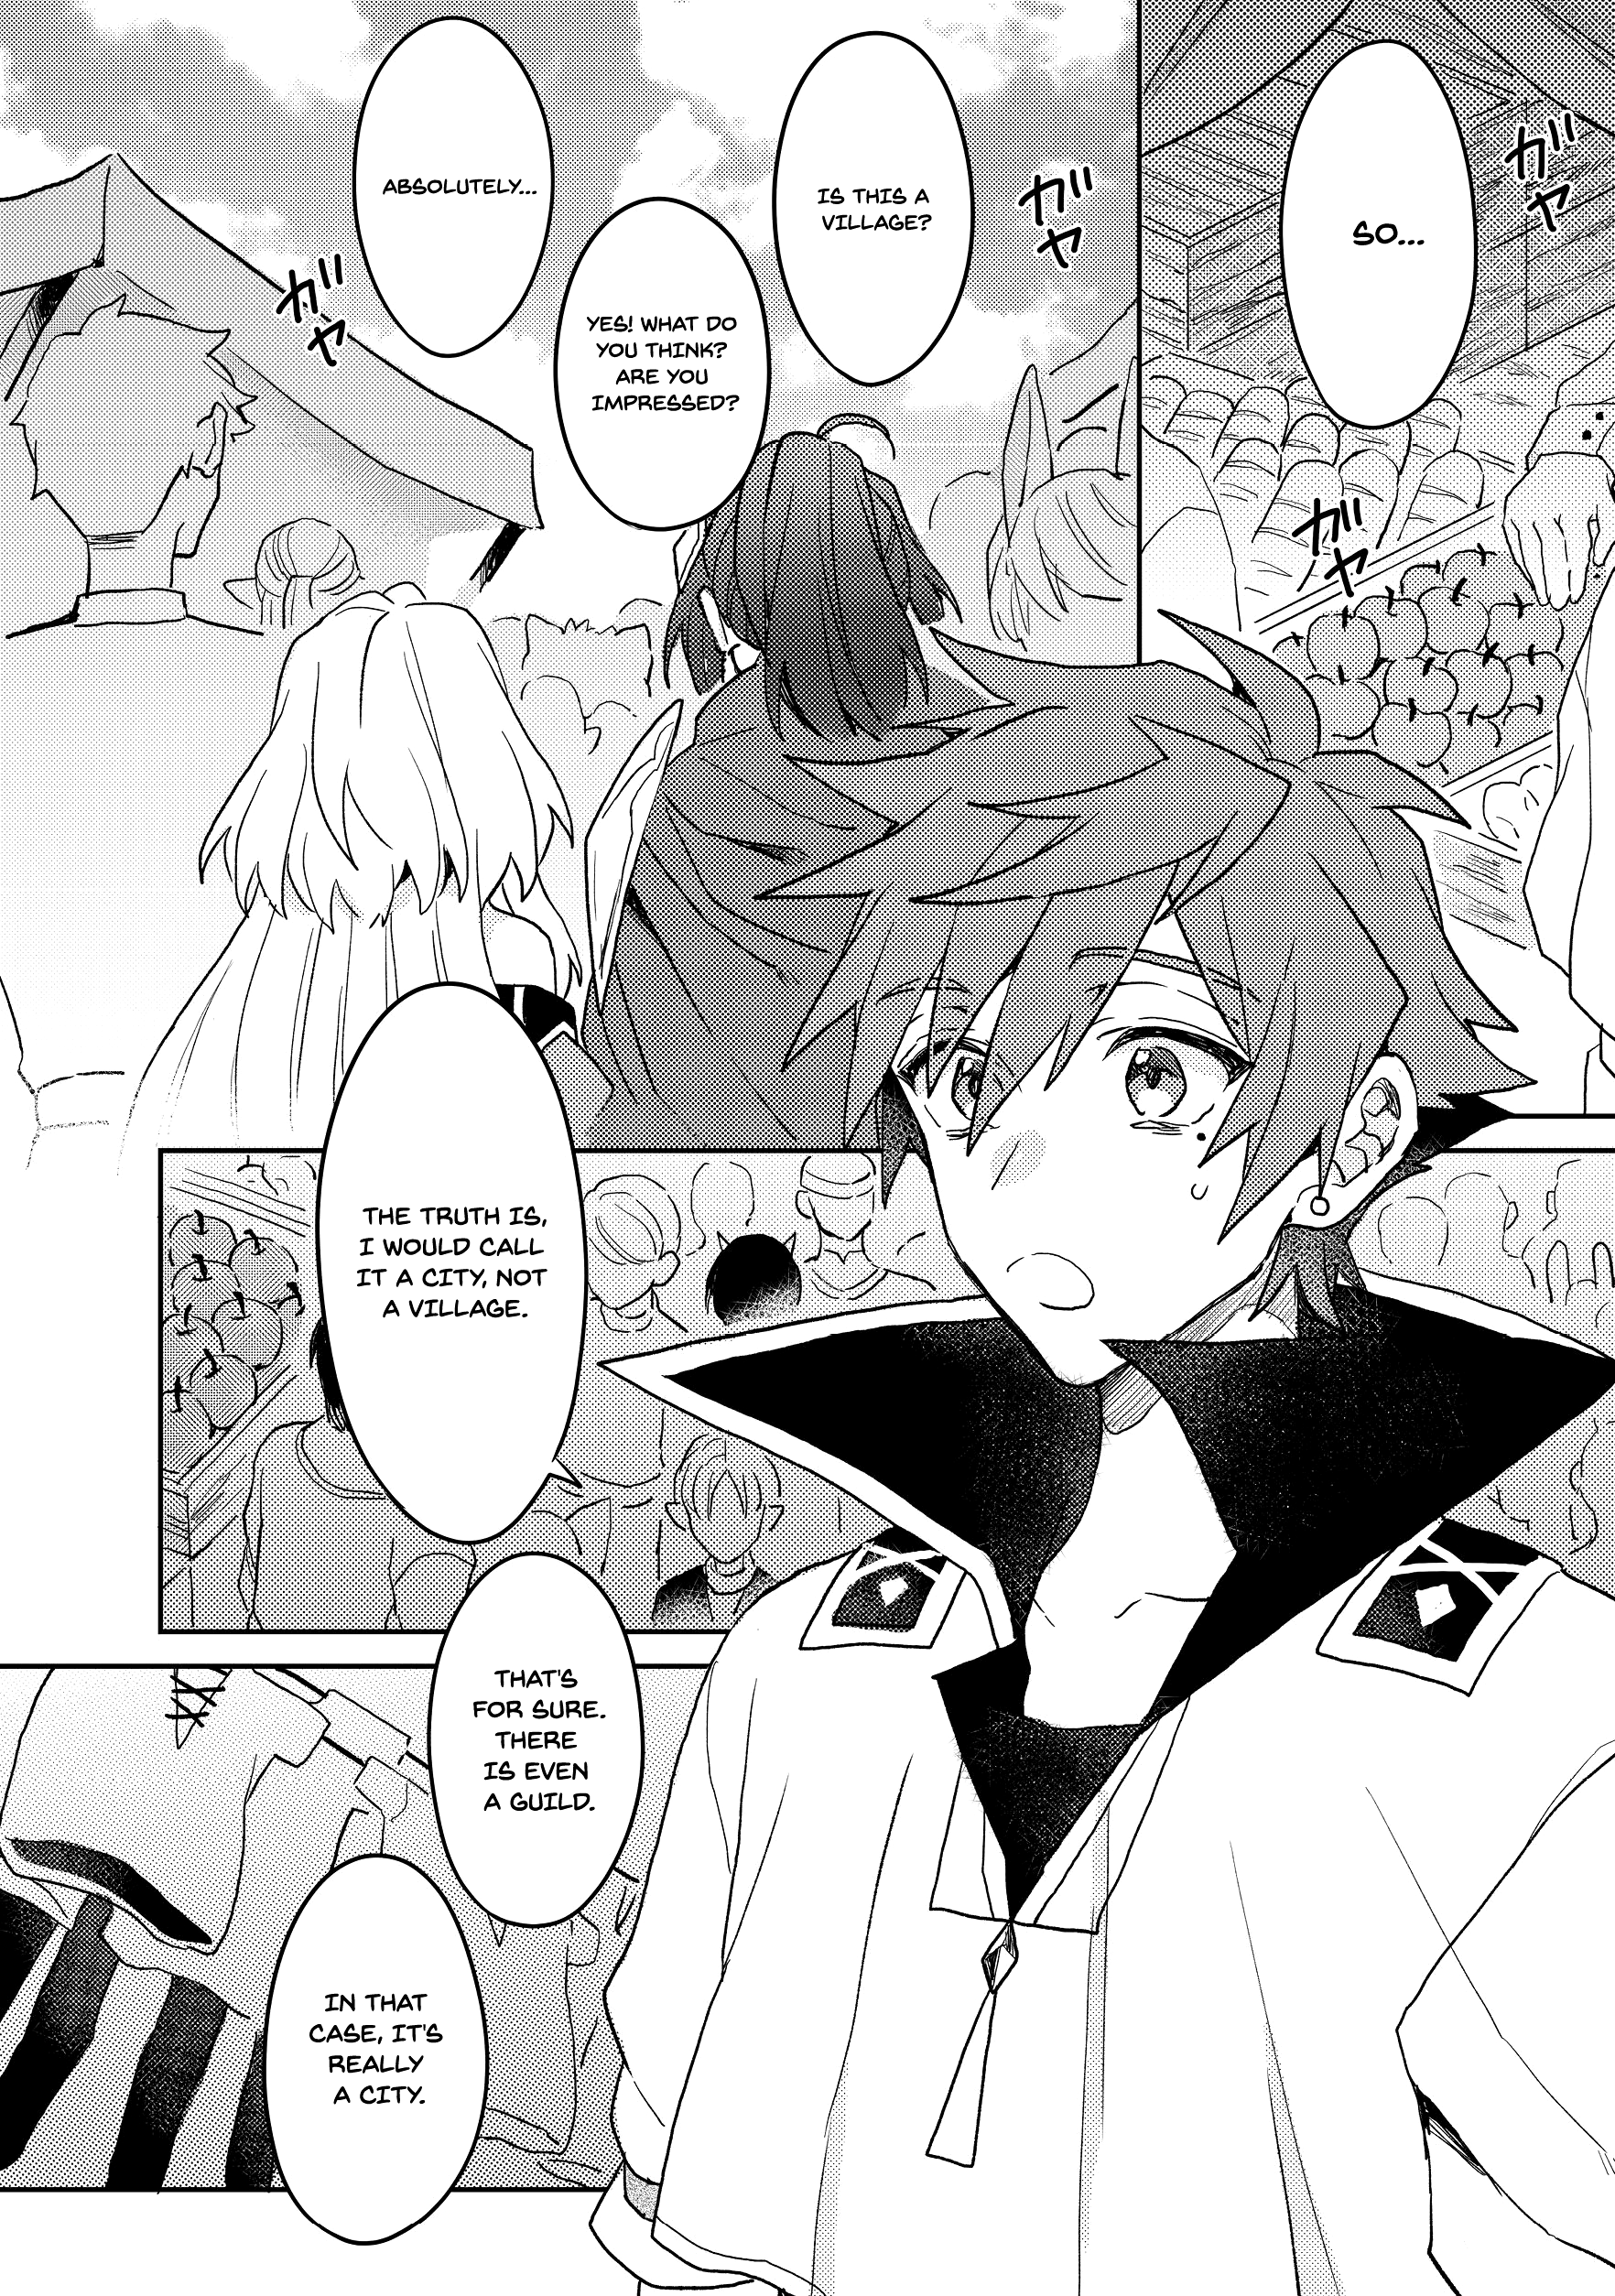 SO...
ガヤ
ガヤ
IS THIS A
VILLAGE?
ガヤ
YES! WHAT DO
YOU THINK?
ARE YOU
IMPRESSED?
ABSOLUTELY...
ガヤ
THE TRUTH IS,
I WOULD CALL
IT A CITY, NOT
A VILLAGE.
THAT'S
FOR SURE.
THERE
IS EVEN
A GUILD.
IN THAT
CASE, IT'S
REALLY
A CITY.